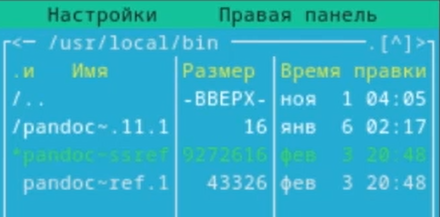 Настройки Правая панель
<─ /usr/local/bin ──────────.[^]>
.и Имя Размер Время правки
/.. -ВВЕРХ- ноя 1 04:05
/pandoc~.11.1 16 янв 6 02:17
*pandoc~ssref 9272616 фев 3 20:48
pandoc~ref.1 43326 фев 3 20:48